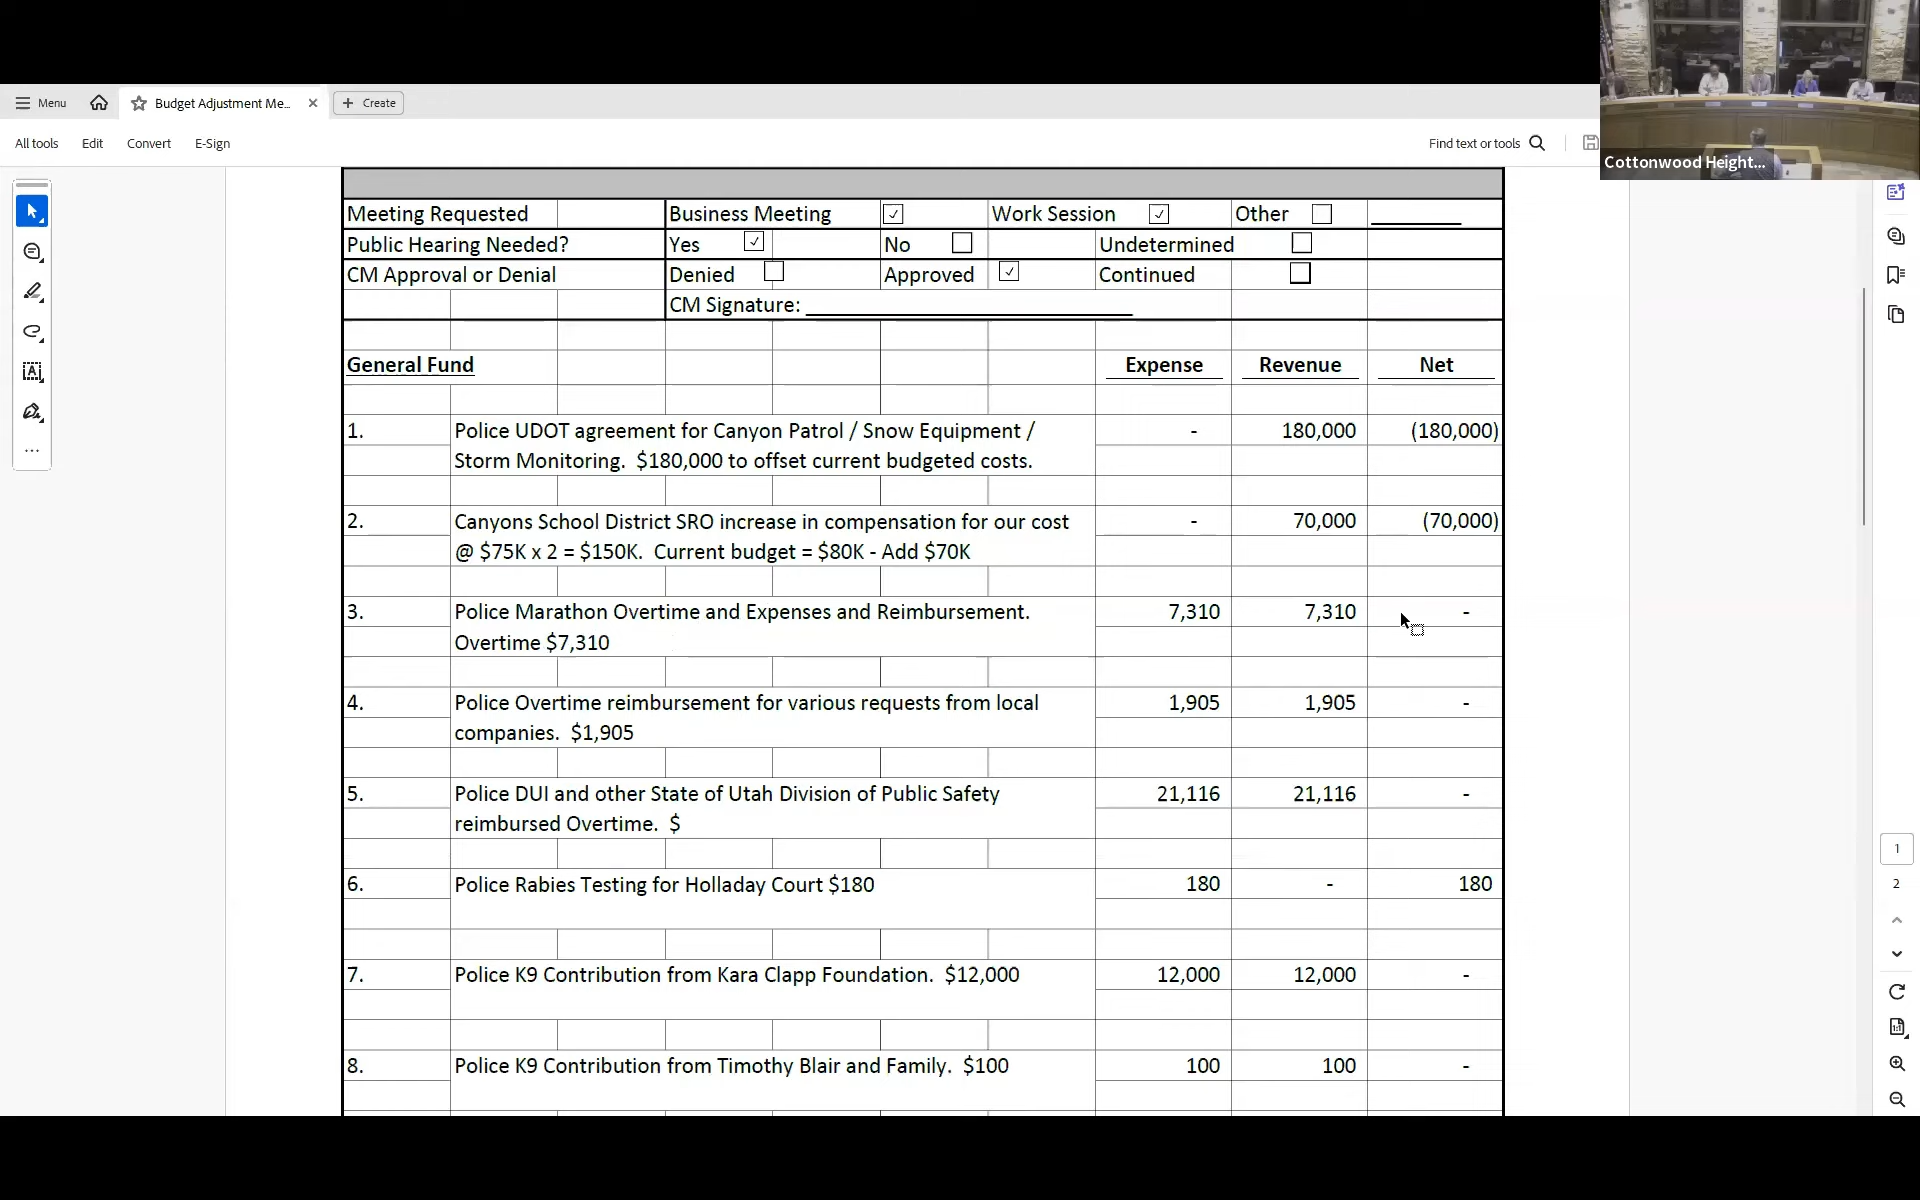 Menu
Budget Adjustment Me...
Create
Cottonwood Height...
All tools
Edit
Convert
E-Sign
Find text or tools
Meeting Requested Business Meeting ✓ Work Session ✓ Other ________
Public Hearing Needed? Yes ✓ No Undetermined
CM Approval or Denial Denied Approved ✓ Continued
CM Signature: ______________________________
General Fund Expense Revenue Net
1. Police UDOT agreement for Canyon Patrol / Snow Equipment / - 180,000 (180,000)
Storm Monitoring. $180,000 to offset current budgeted costs.
2. Canyons School District SRO increase in compensation for our cost - 70,000 (70,000)
@ $75K x 2 = $150K. Current budget = $80K - Add $70K
3. Police Marathon Overtime and Expenses and Reimbursement. 7,310 7,310 -
Overtime $7,310
4. Police Overtime reimbursement for various requests from local 1,905 1,905 -
companies. $1,905
5. Police DUI and other State of Utah Division of Public Safety 21,116 21,116 -
reimbursed Overtime. $
6. Police Rabies Testing for Holladay Court $180 180 - 180
7. Police K9 Contribution from Kara Clapp Foundation. $12,000 12,000 12,000 -
8. Police K9 Contribution from Timothy Blair and Family. $100 100 100 -
1
2